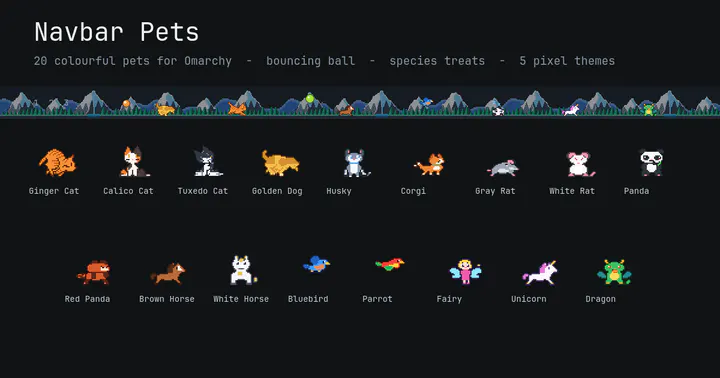 Navbar Pets
20 colourful pets for Omarchy - bouncing ball - species treats - 5 pixel themes
Ginger Cat Calico Cat Tuxedo Cat Golden Dog Husky Corgi Gray Rat White Rat Panda
Red Panda Brown Horse White Horse Bluebird Parrot Fairy Unicorn Dragon